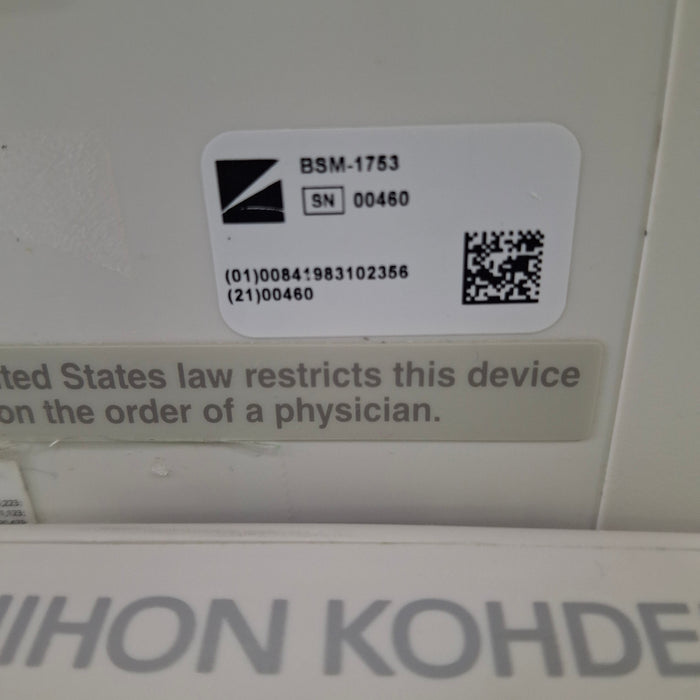 BSM-1753
SN 00460
(01)00841983102356
(21)00460
ted States law restricts this device
on the order of a physician.
IHON KOHDE